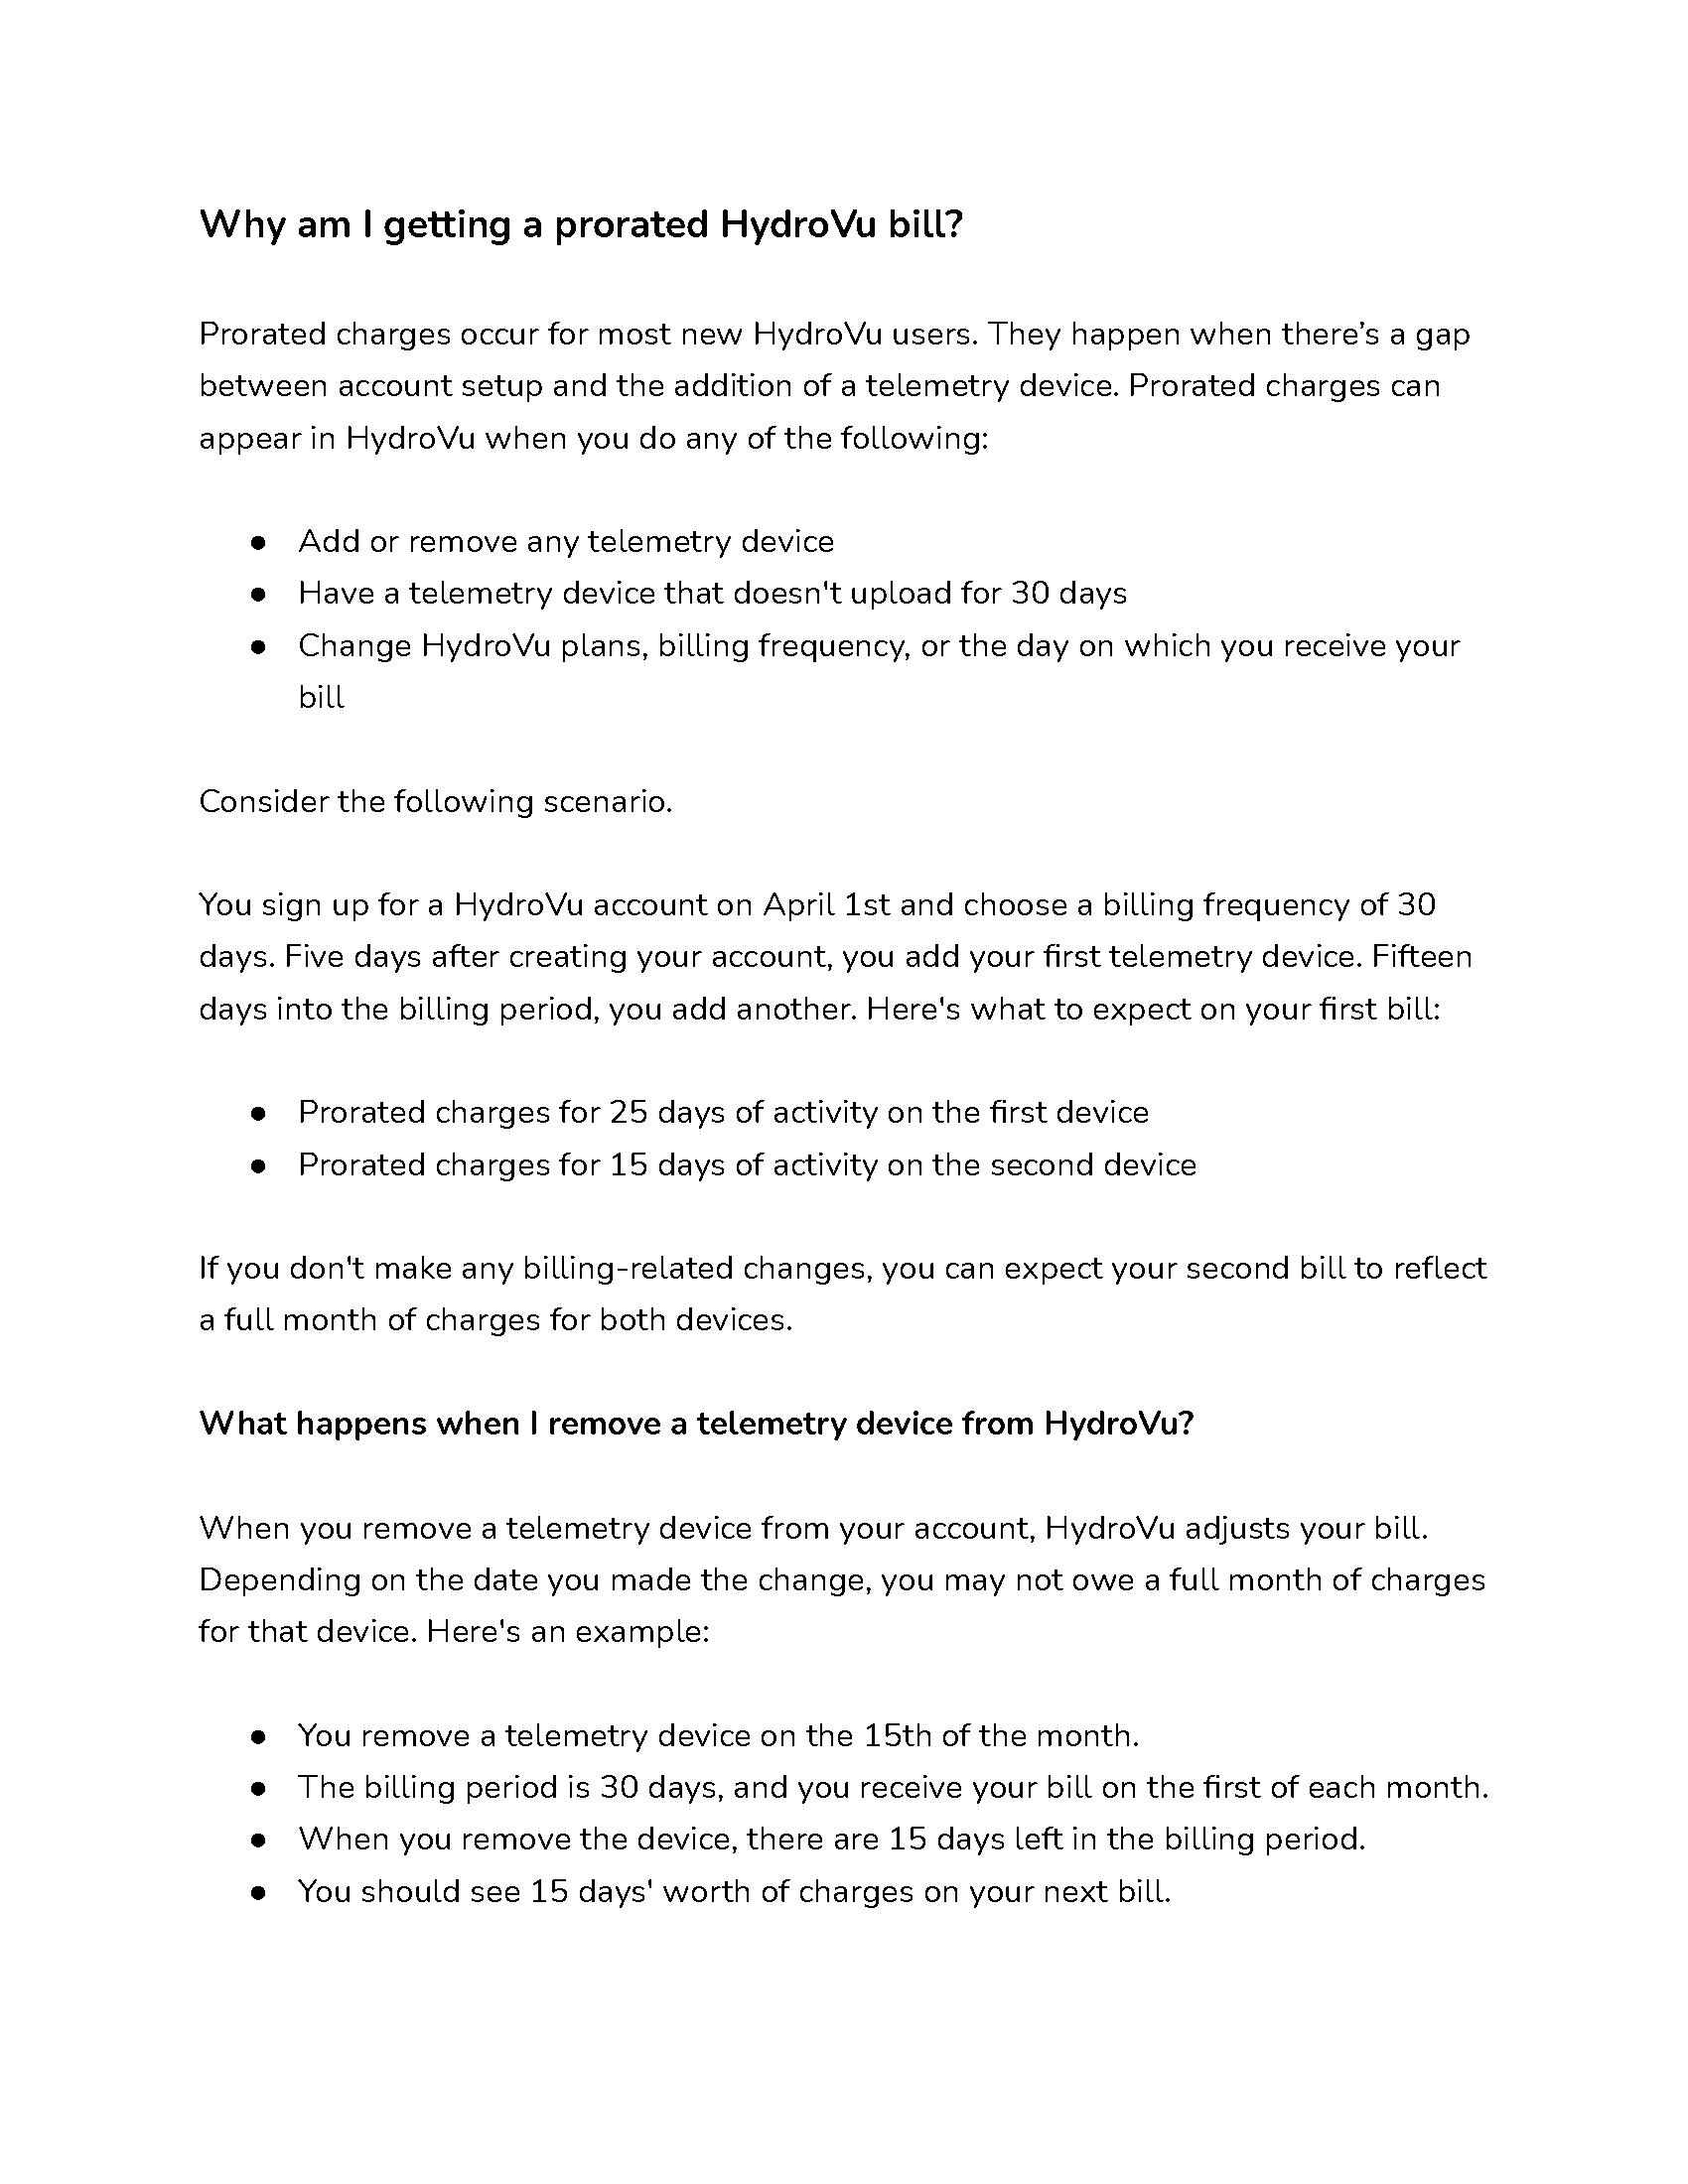 Why am I getting a prorated HydroVu bill?
Prorated charges occur for most new HydroVu users. They happen when there’s a gap
between account setup and the addition of a telemetry device. Prorated charges can
appear in HydroVu when you do any of the following:
● Add or remove any telemetry device
● Have a telemetry device that doesn't upload for 30 days
● Change HydroVu plans, billing frequency, or the day on which you receive your
bill
Consider the following scenario.
You sign up for a HydroVu account on April 1st and choose a billing frequency of 30
days. Five days after creating your account, you add your first telemetry device. Fifteen
days into the billing period, you add another. Here's what to expect on your first bill:
● Prorated charges for 25 days of activity on the first device
● Prorated charges for 15 days of activity on the second device
If you don't make any billing-related changes, you can expect your second bill to reflect
a full month of charges for both devices.
What happens when I remove a telemetry device from HydroVu?
When you remove a telemetry device from your account, HydroVu adjusts your bill.
Depending on the date you made the change, you may not owe a full month of charges
for that device. Here's an example:
● You remove a telemetry device on the 15th of the month.
● The billing period is 30 days, and you receive your bill on the first of each month.
● When you remove the device, there are 15 days left in the billing period.
● You should see 15 days' worth of charges on your next bill.